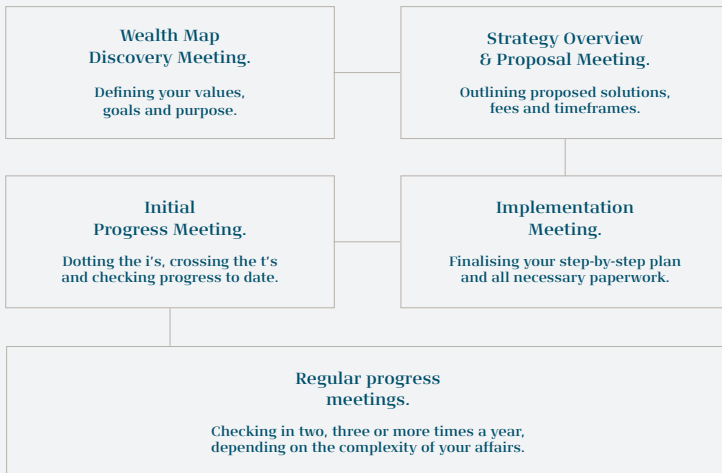 Wealth Map
Discovery Meeting.
Defining your values,
goals and purpose.
Strategy Overview
& Proposal Meeting.
Outlining proposed solutions,
fees and timeframes.
Initial
Progress Meeting.
Dotting the i's, crossing the t's
and checking progress to date.
Implementation
Meeting.
Finalising your step-by-step plan
and all necessary paperwork.
Regular progress
meetings.
Checking in two, three or more times a year,
depending on the complexity of your affairs.